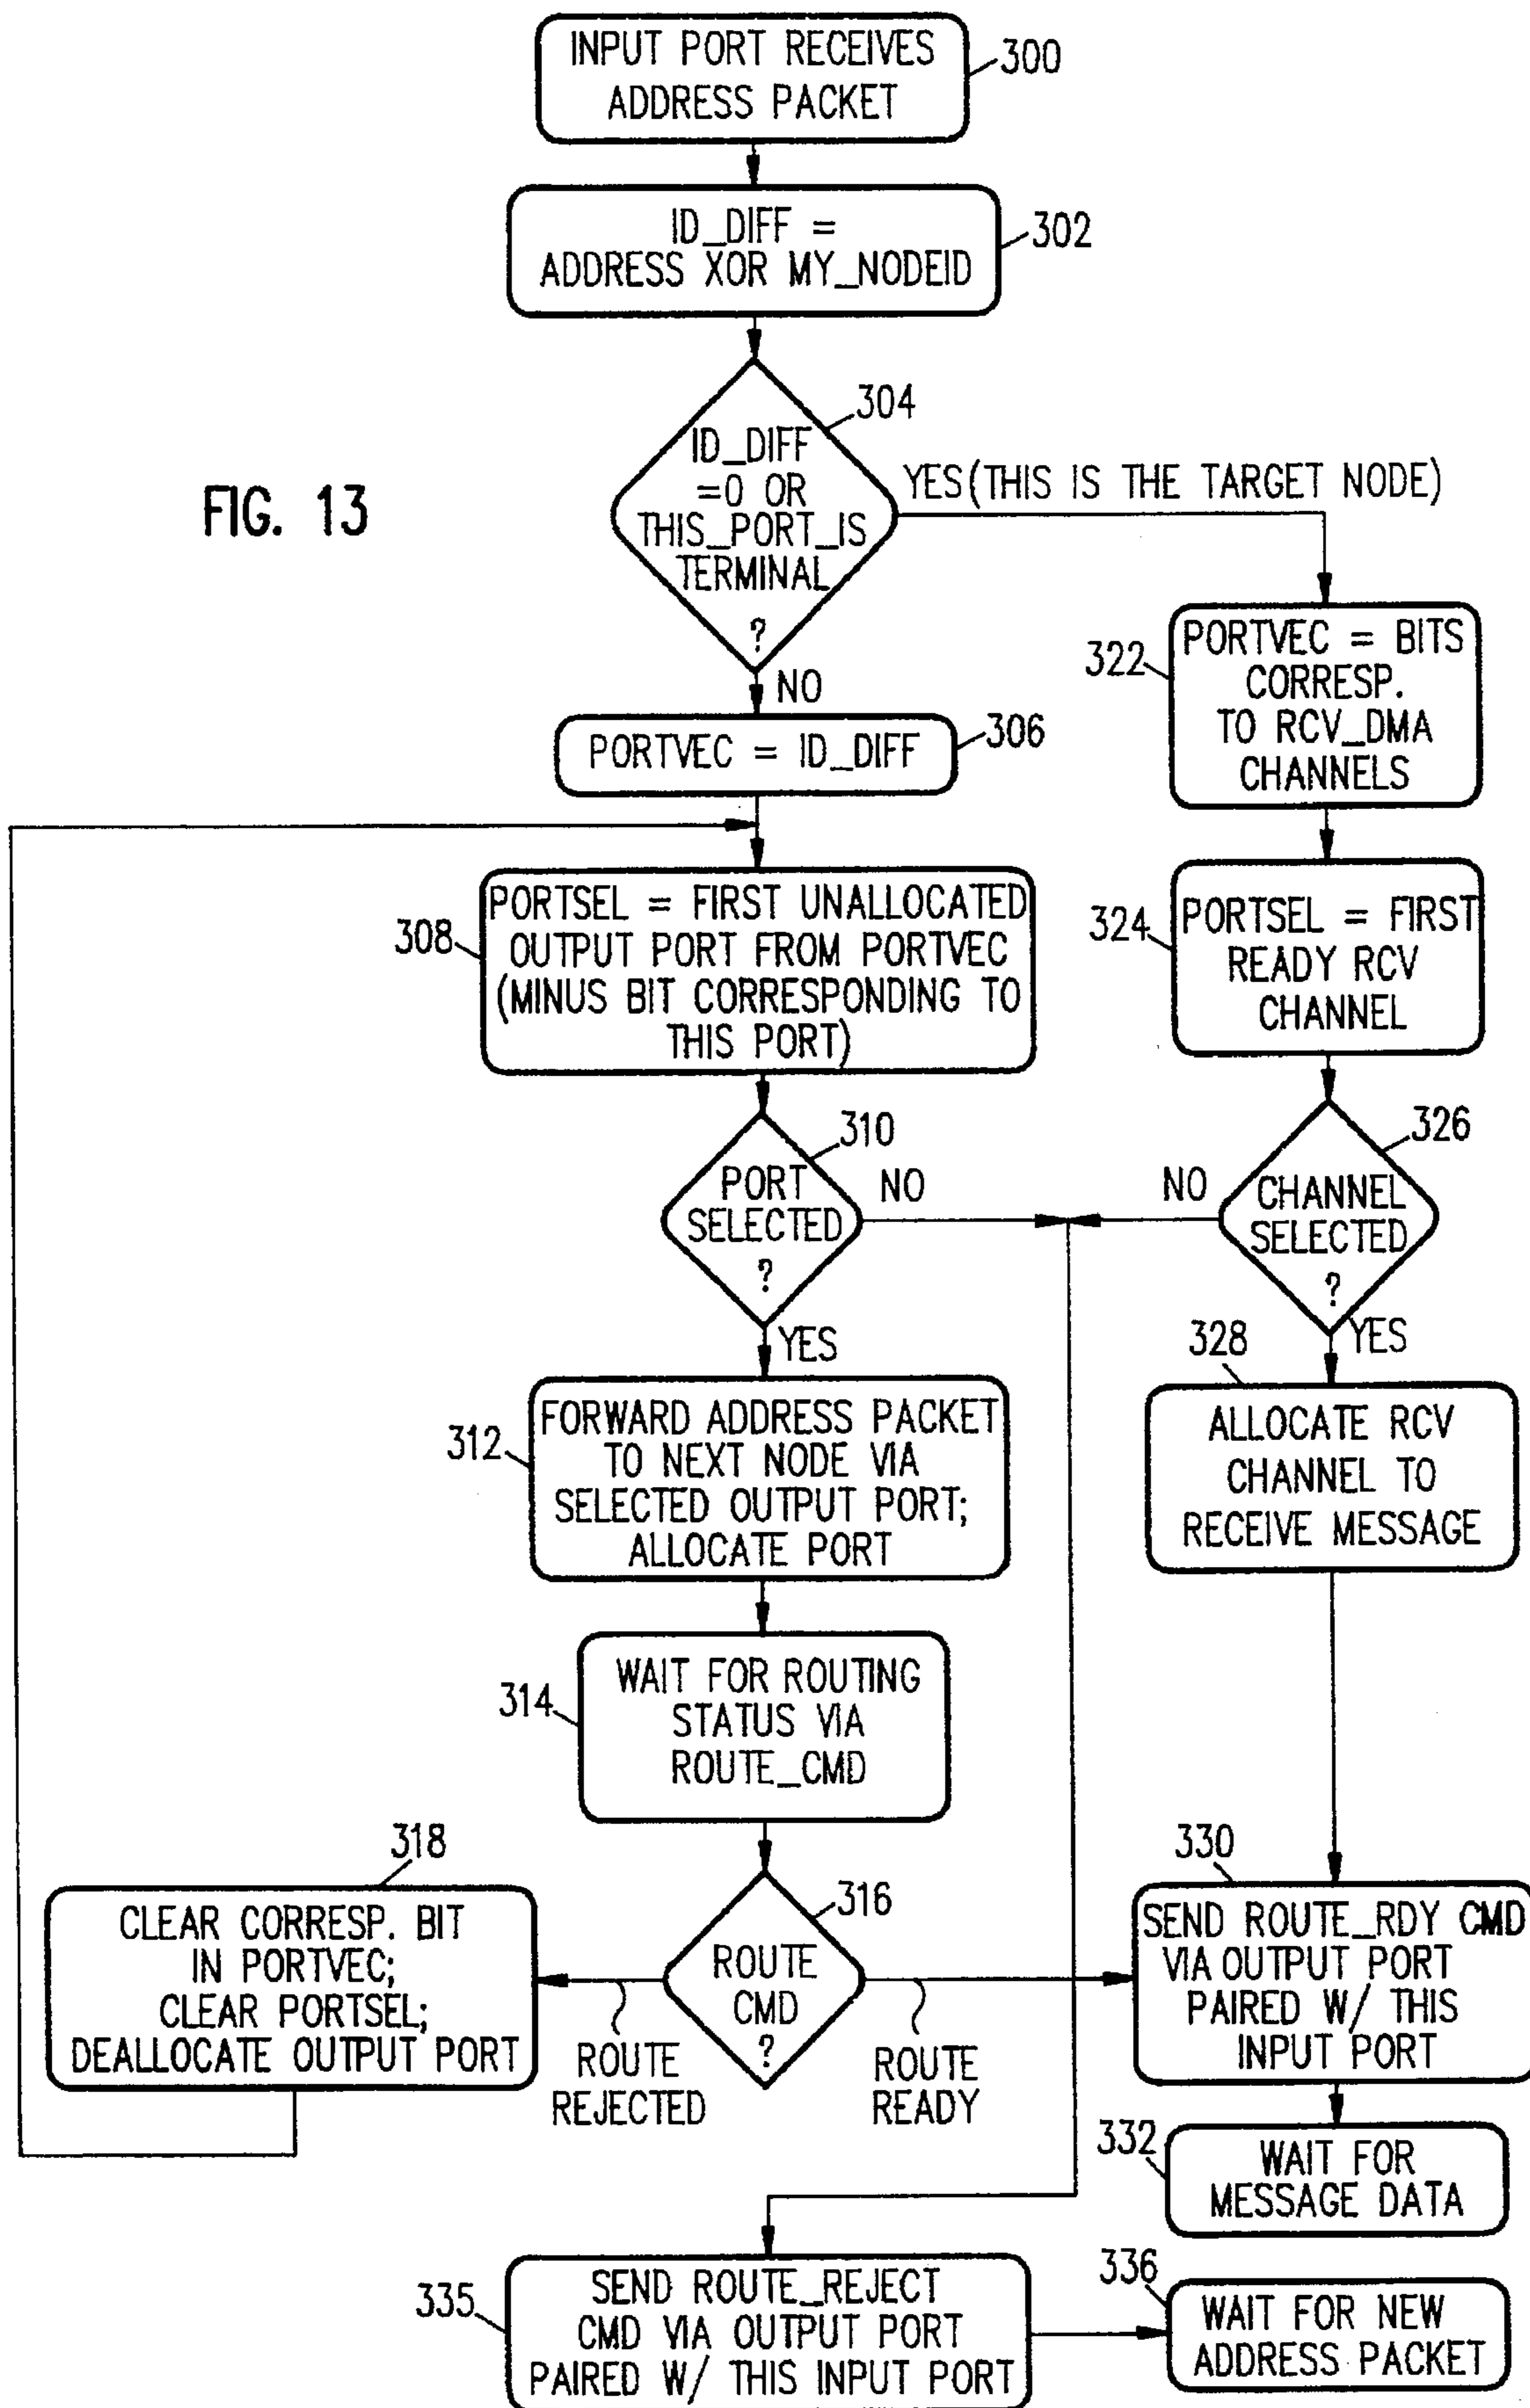 INPUT PORT RECEIVES
ADDRESS PACKET
300
ID_DIFF =
ADDRESS XOR MY_NODEID
302
304
ID_DIFF
=0 OR
THIS_PORT_IS
TERMINAL
?
YES(THIS IS THE TARGET NODE)
FIG. 13
NO
PORTVEC = ID_DIFF
306
322
PORTVEC = BITS
CORRESP.
TO RCV_DMA
CHANNELS
308
PORTSEL = FIRST UNALLOCATED
OUTPUT PORT FROM PORTVEC
(MINUS BIT CORRESPONDING TO
THIS PORT)
324
PORTSEL = FIRST
READY RCV
CHANNEL
310
PORT
SELECTED
?
NO
YES
326
NO
CHANNEL
SELECTED
?
YES
312
FORWARD ADDRESS PACKET
TO NEXT NODE VIA
SELECTED OUTPUT PORT;
ALLOCATE PORT
328
ALLOCATE RCV
CHANNEL TO
RECEIVE MESSAGE
314
WAIT FOR ROUTING
STATUS VIA
ROUTE_CMD
318
CLEAR CORRESP. BIT
IN PORTVEC;
CLEAR PORTSEL;
DEALLOCATE OUTPUT PORT
316
ROUTE
CMD
?
ROUTE
REJECTED
ROUTE
READY
330
SEND ROUTE_RDY CMD
VIA OUTPUT PORT
PAIRED W/ THIS
INPUT PORT
332
WAIT FOR
MESSAGE DATA
335
SEND ROUTE_REJECT
CMD VIA OUTPUT PORT
PAIRED W/ THIS INPUT PORT
336
WAIT FOR NEW
ADDRESS PACKET